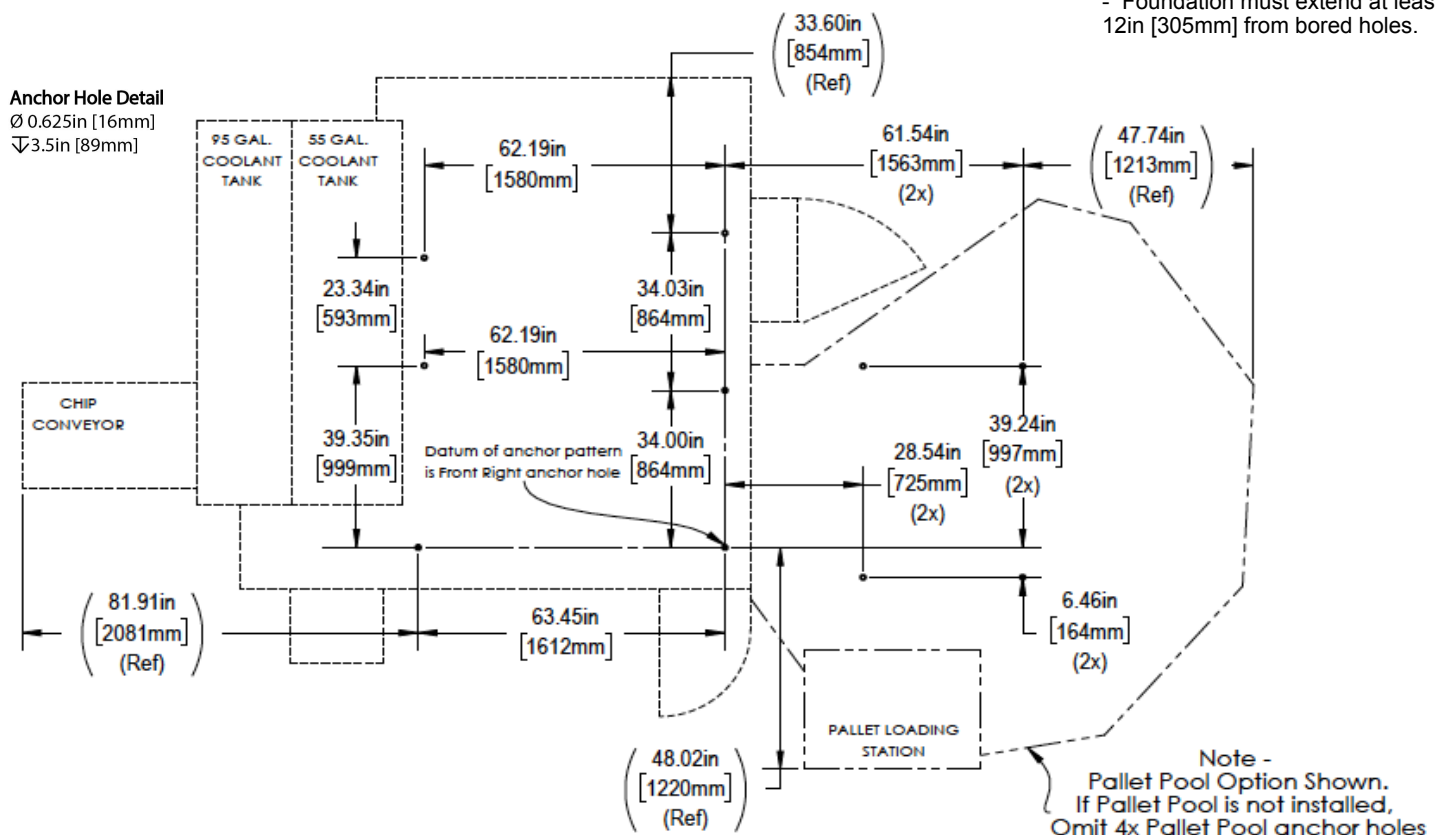 - Foundation must extend at leas
12in [305mm] from bored holes.
33.60in
[854mm]
(Ref)
Anchor Hole Detail
Ø 0.625in [16mm]
↧3.5in [89mm]
95 GAL.
COOLANT
TANK
55 GAL.
COOLANT
TANK
62.19in
[1580mm]
61.54in
[1563mm]
(2x)
47.74in
[1213mm]
(Ref)
23.34in
[593mm]
34.03in
[864mm]
62.19in
[1580mm]
CHIP
CONVEYOR
39.35in
[999mm]
Datum of anchor pattern
is Front Right anchor hole
34.00in
[864mm]
28.54in
[725mm]
(2x)
39.24in
[997mm]
(2x)
81.91in
[2081mm]
(Ref)
63.45in
[1612mm]
6.46in
[164mm]
(2x)
PALLET LOADING
STATION
48.02in
[1220mm]
(Ref)
Note -
Pallet Pool Option Shown.
If Pallet Pool is not installed,
Omit 4x Pallet Pool anchor holes